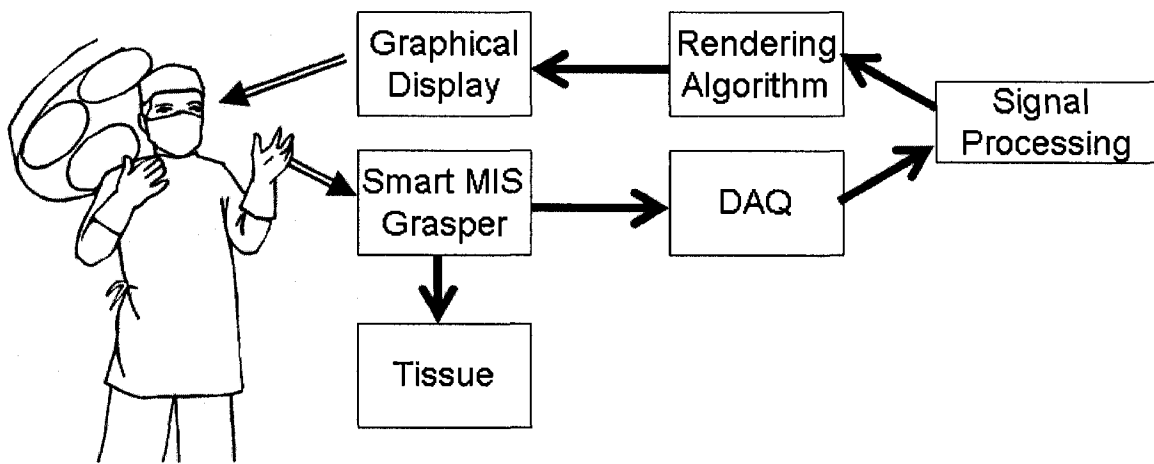 Graphical
Display
Rendering
Algorithm
Signal
Processing
Smart MIS
Grasper
DAQ
Tissue